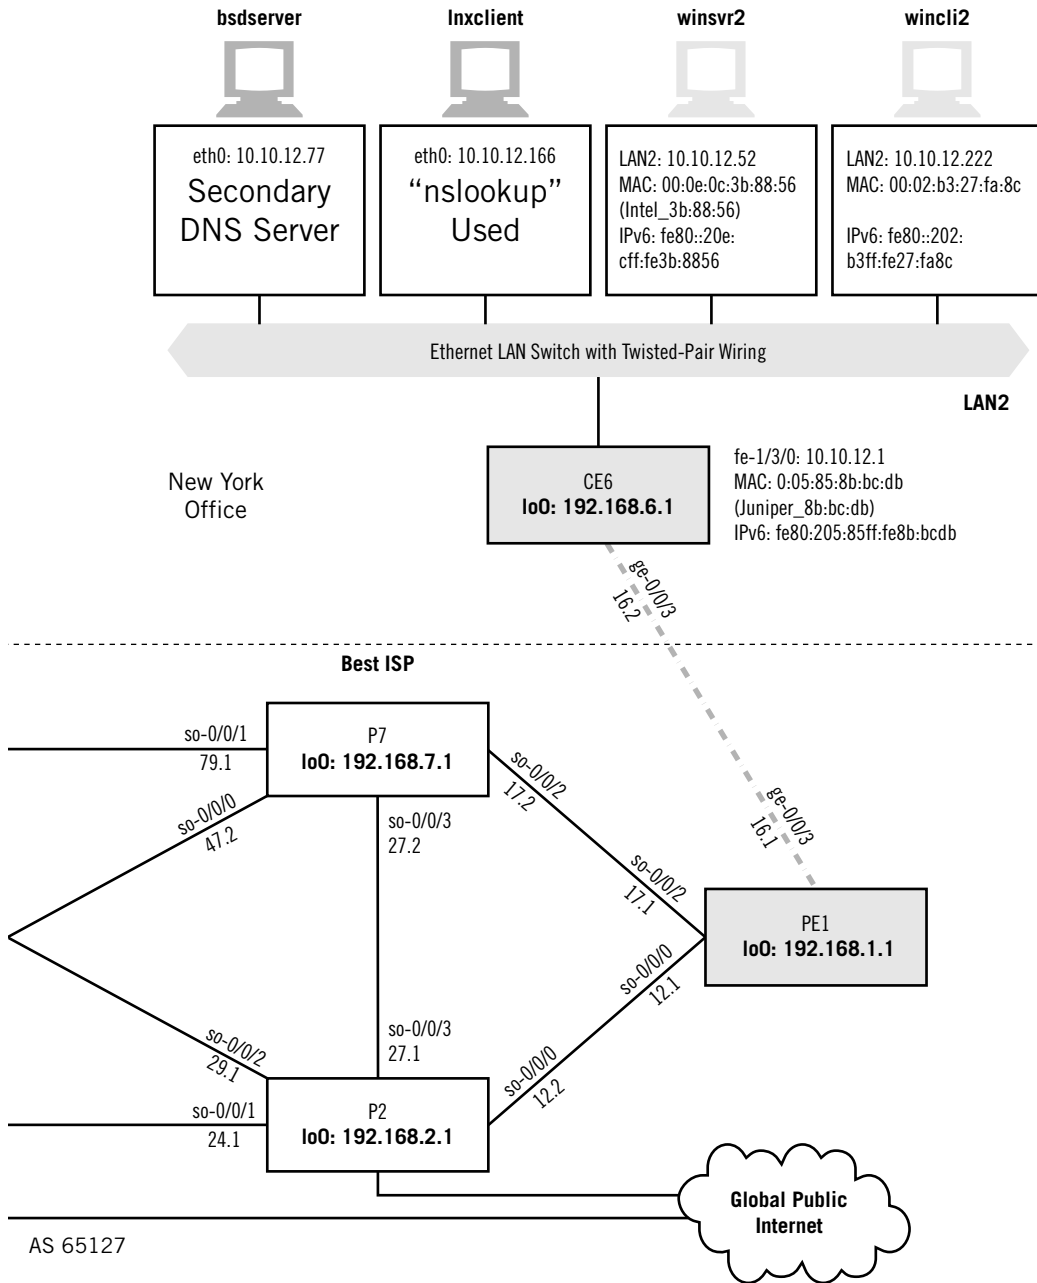 bsdserver
lnxclient
winsvr2
wincli2
eth0: 10.10.12.77
Secondary
DNS Server
eth0: 10.10.12.166
“nslookup”
Used
LAN2: 10.10.12.52
MAC: 00:0e:0c:3b:88:56
(Intel_3b:88:56)
IPv6: fe80::20e:
cff:fe3b:8856
LAN2: 10.10.12.222
MAC: 00:02:b3:27:fa:8c
IPv6: fe80::202:
b3ff:fe27:fa8c
Ethernet LAN Switch with Twisted-Pair Wiring
LAN2
New York
Office
CE6
lo0: 192.168.6.1
fe-1/3/0: 10.10.12.1
MAC: 0:05:85:8b:bc:db
(Juniper_8b:bc:db)
IPv6: fe80:205:85ff:fe8b:bcdb
ge-0/0/3
16.2
Best ISP
so-0/0/1
79.1
P7
lo0: 192.168.7.1
so-0/0/2
17.2
so-0/0/0
47.2
so-0/0/3
27.2
ge-0/0/3
16.1
so-0/0/2
17.1
PE1
lo0: 192.168.1.1
so-0/0/0
12.1
so-0/0/2
29.1
so-0/0/3
27.1
so-0/0/0
12.2
so-0/0/1
24.1
P2
lo0: 192.168.2.1
Global Public
Internet
AS 65127